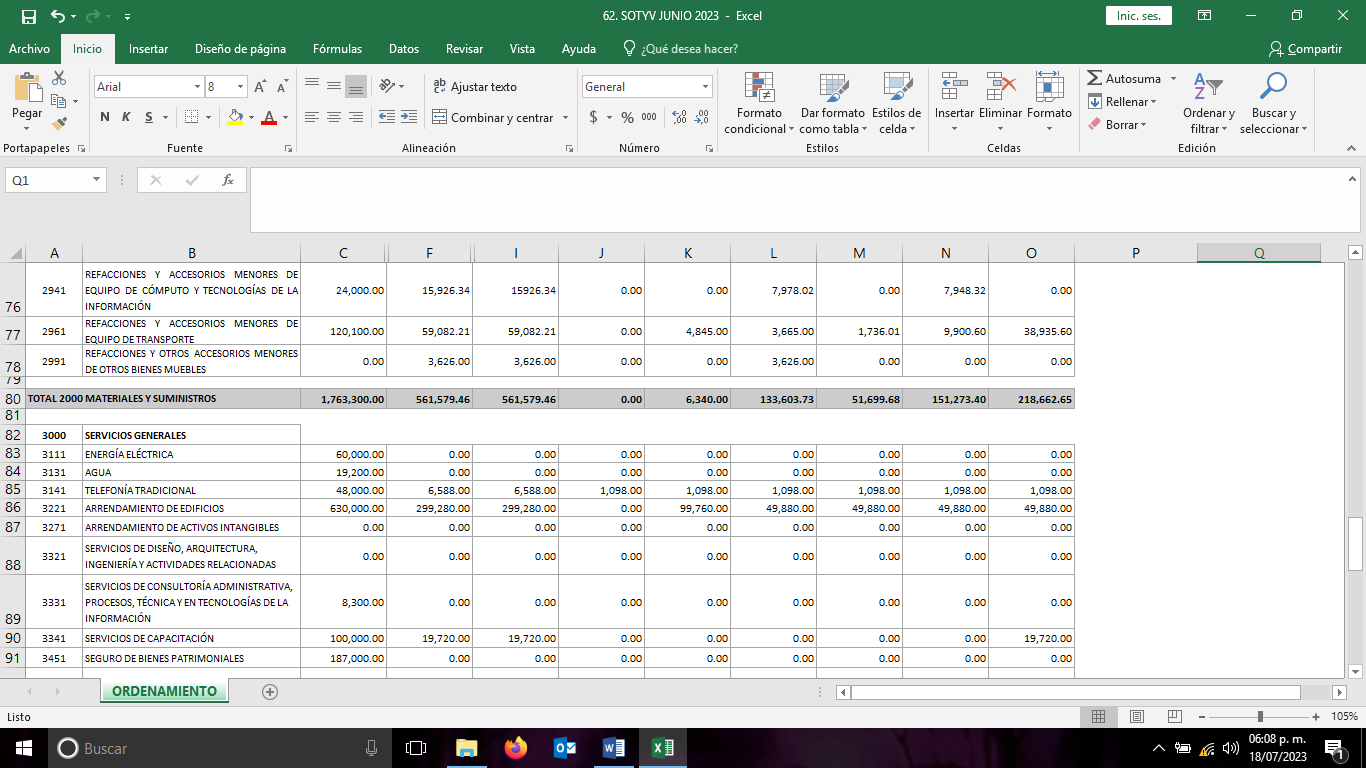 62. SOTYV JUNIO 2023 - Excel
Inic. ses.
Archivo Inicio Insertar Diseño de página Fórmulas Datos Revisar Vista Ayuda ¿Qué desea hacer? Compartir
Pegar
Arial 8
N K S
Ajustar texto
Combinar y centrar
General
$ % 000
Formato condicional
Dar formato como tabla
Estilos de celda
Insertar Eliminar Formato
Autosuma
Rellenar
Borrar
Ordenar y filtrar
Buscar y seleccionar
Portapapeles Fuente Alineación Número Estilos Celdas Edición
Q1 fx
A B C F I J K L M N O P Q
76 2941 REFACCIONES Y ACCESORIOS MENORES DE
EQUIPO DE CÓMPUTO Y TECNOLOGÍAS DE LA
INFORMACIÓN 24,000.00 15,926.34 15926.34 0.00 0.00 7,978.02 0.00 7,948.32 0.00
77 2961 REFACCIONES Y ACCESORIOS MENORES DE
EQUIPO DE TRANSPORTE 120,100.00 59,082.21 59,082.21 0.00 4,845.00 3,665.00 1,736.01 9,900.60 38,935.60
78 2991 REFACCIONES Y OTROS ACCESORIOS MENORES
DE OTROS BIENES MUEBLES 0.00 3,626.00 3,626.00 0.00 0.00 3,626.00 0.00 0.00 0.00
79
80 TOTAL 2000 MATERIALES Y SUMINISTROS 1,763,300.00 561,579.46 561,579.46 0.00 6,340.00 133,603.73 51,699.68 151,273.40 218,662.65
81
82 3000 SERVICIOS GENERALES
83 3111 ENERGÍA ELÉCTRICA 60,000.00 0.00 0.00 0.00 0.00 0.00 0.00 0.00 0.00
84 3131 AGUA 19,200.00 0.00 0.00 0.00 0.00 0.00 0.00 0.00 0.00
85 3141 TELEFONÍA TRADICIONAL 48,000.00 6,588.00 6,588.00 1,098.00 1,098.00 1,098.00 1,098.00 1,098.00 1,098.00
86 3221 ARRENDAMIENTO DE EDIFICIOS 630,000.00 299,280.00 299,280.00 0.00 99,760.00 49,880.00 49,880.00 49,880.00 49,880.00
87 3271 ARRENDAMIENTO DE ACTIVOS INTANGIBLES 0.00 0.00 0.00 0.00 0.00 0.00 0.00 0.00 0.00
88 3321 SERVICIOS DE DISEÑO, ARQUITECTURA,
INGENIERÍA Y ACTIVIDADES RELACIONADAS 0.00 0.00 0.00 0.00 0.00 0.00 0.00 0.00 0.00
89 3331 SERVICIOS DE CONSULTORÍA ADMINISTRATIVA,
PROCESOS, TÉCNICA Y EN TECNOLOGÍAS DE LA
INFORMACIÓN 8,300.00 0.00 0.00 0.00 0.00 0.00 0.00 0.00 0.00
90 3341 SERVICIOS DE CAPACITACIÓN 100,000.00 19,720.00 19,720.00 0.00 0.00 0.00 0.00 0.00 19,720.00
91 3451 SEGURO DE BIENES PATRIMONIALES 187,000.00 0.00 0.00 0.00 0.00 0.00 0.00 0.00 0.00
ORDENAMIENTO
Listo 105%
Buscar
06:08 p. m.
18/07/2023
1